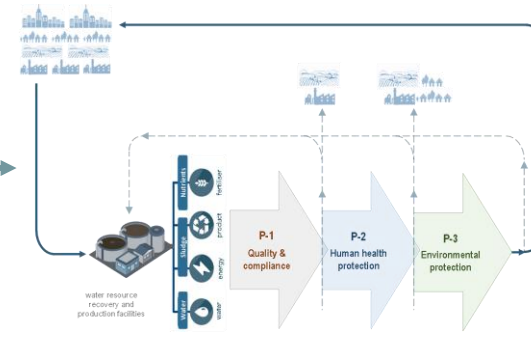 Nutrients
fertiliser
Sludge
product
energy
Water
water
P-1
Quality &
compliance
P-2
Human health
protection
P-3
Environmental
protection
water resource
recovery and
production facilities